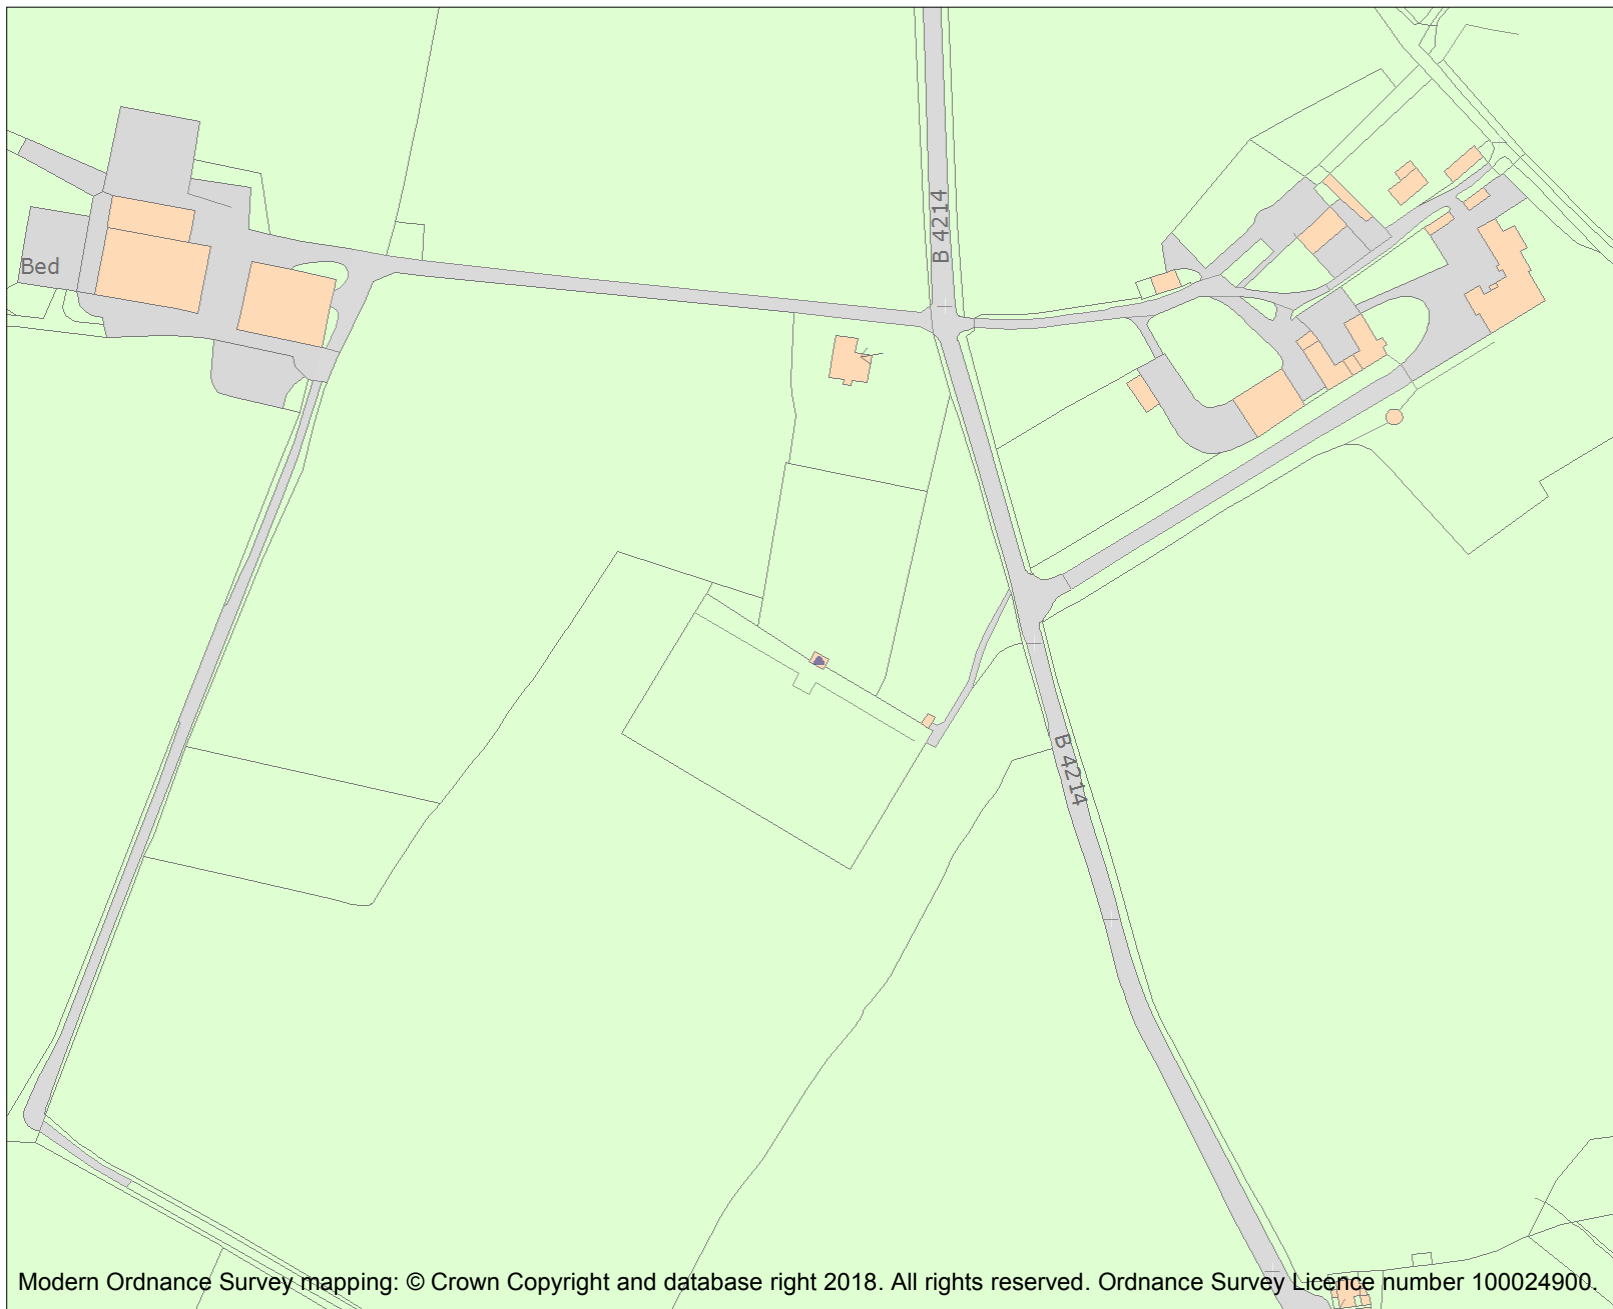 B 4214
Bed
B 4214
Modern Ordnance Survey mapping: © Crown Copyright and database right 2018. All rights reserved. Ordnance Survey Licence number 100024900.